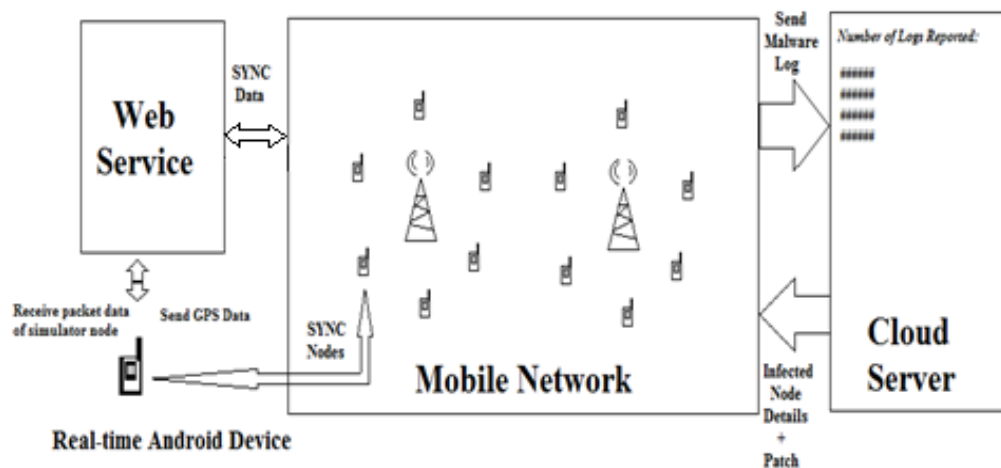 Web
Service
SYNC
Data
Send
Malware
Log
Number of Logs Reported:
######
######
######
######
Receive packet data
of simulator node
Send GPS Data
SYNC
Nodes
Mobile Network
Real-time Android Device
Infected
Node
Details
+
Patch
Cloud
Server